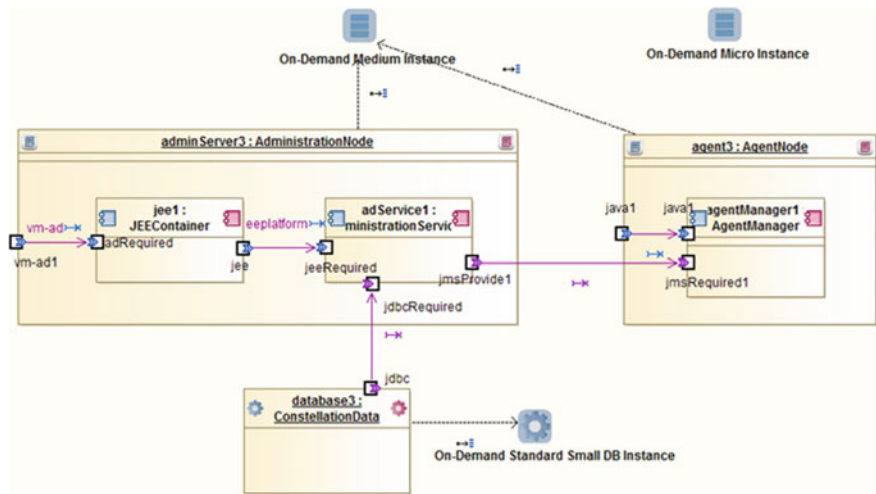 On-Demand Medium Instance
On-Demand Micro Instance
adminServer3 : AdministrationNode
agent3 : AgentNode
jee1 :
JEEContainer
adService1 :
ministrationServic
agentManager1 :
AgentManager
vm-ad
adRequired
vm-ad1
eeplatform
jee
jeeRequired
jmsProvide1
jdbcRequired
java1
java1
jmsRequired1
jdbc
database3 :
ConstellationData
On-Demand Standard Small DB Instance